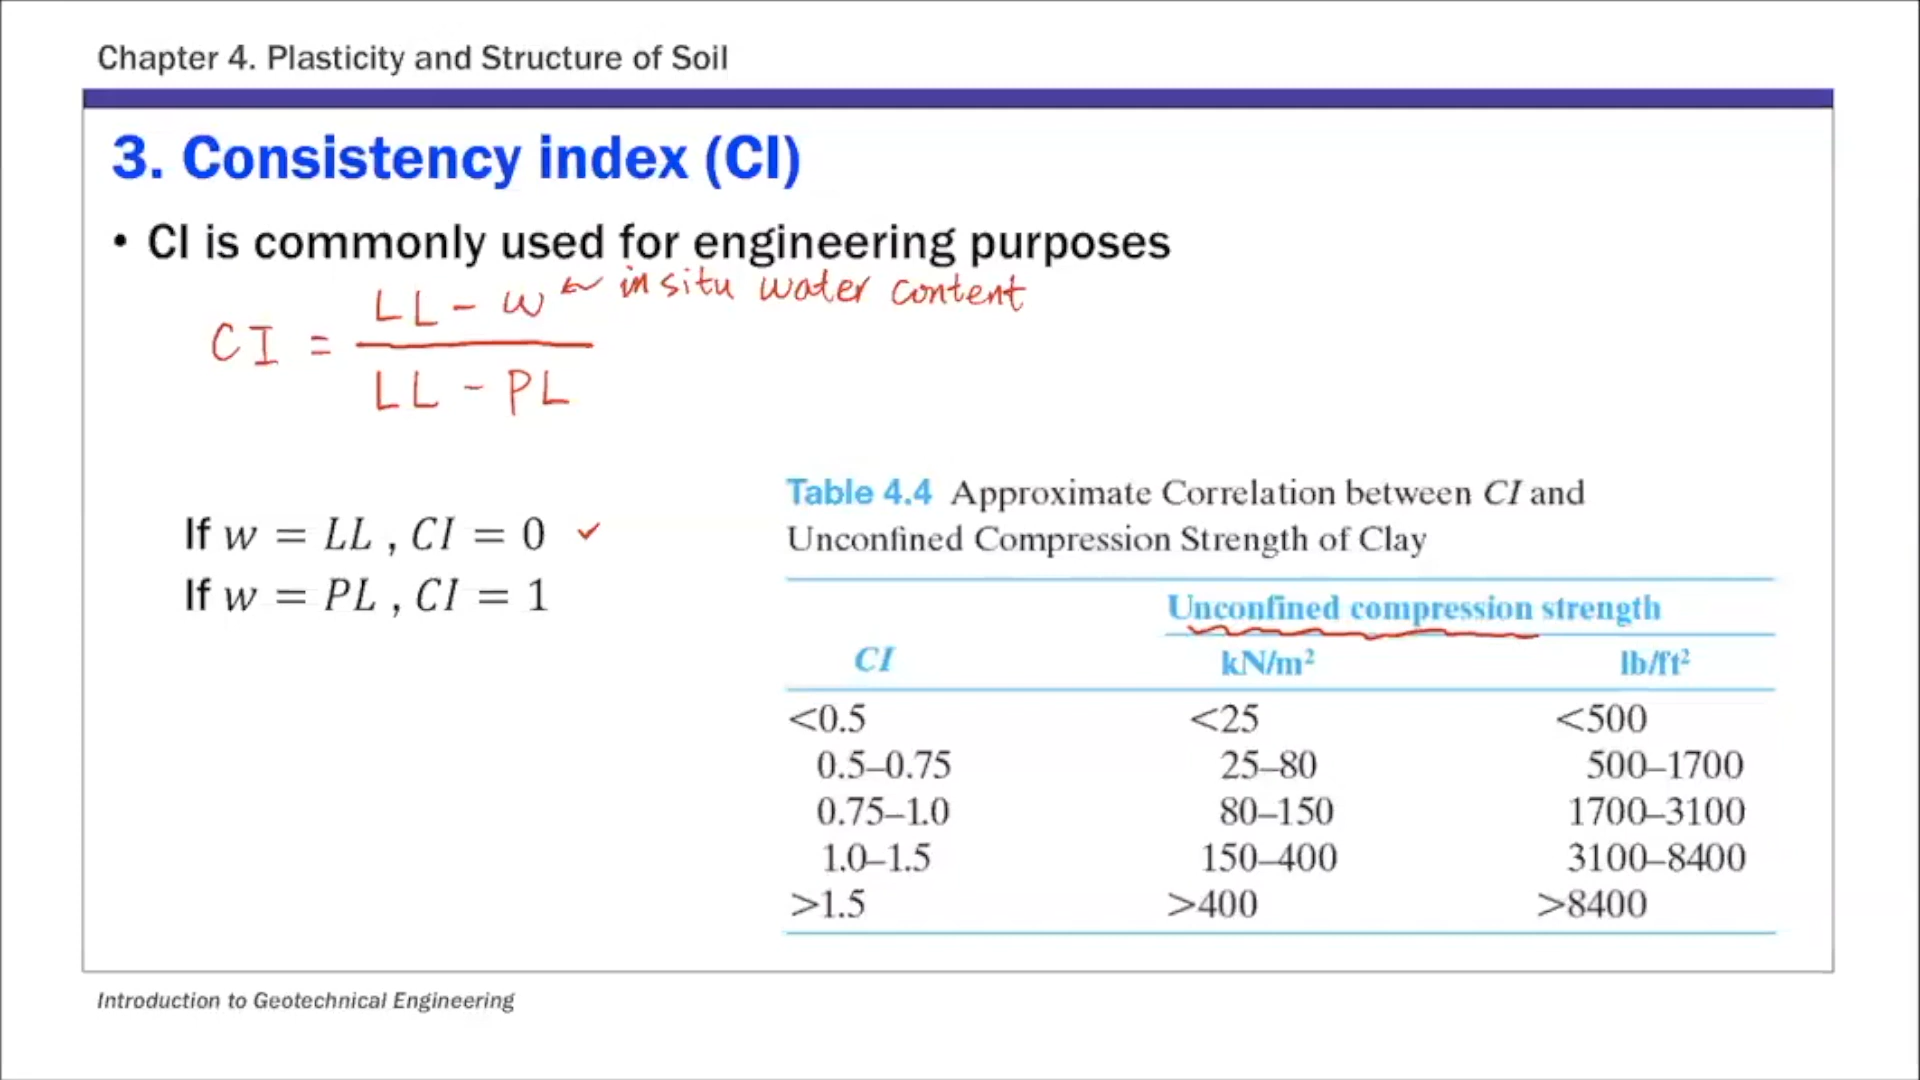 Chapter 4. Plasticity and Structure of Soil
3. Consistency index (CI)
• CI is commonly used for engineering purposes
CI = (LL - w) / (LL - PL)
← in situ water content
If w = LL , CI = 0 ✓
If w = PL , CI = 1
Table 4.4 Approximate Correlation between CI and
Unconfined Compression Strength of Clay
Unconfined compression strength
CI kN/m² lb/ft²
<0.5 <25 <500
0.5–0.75 25–80 500–1700
0.75–1.0 80–150 1700–3100
1.0–1.5 150–400 3100–8400
>1.5 >400 >8400
Introduction to Geotechnical Engineering